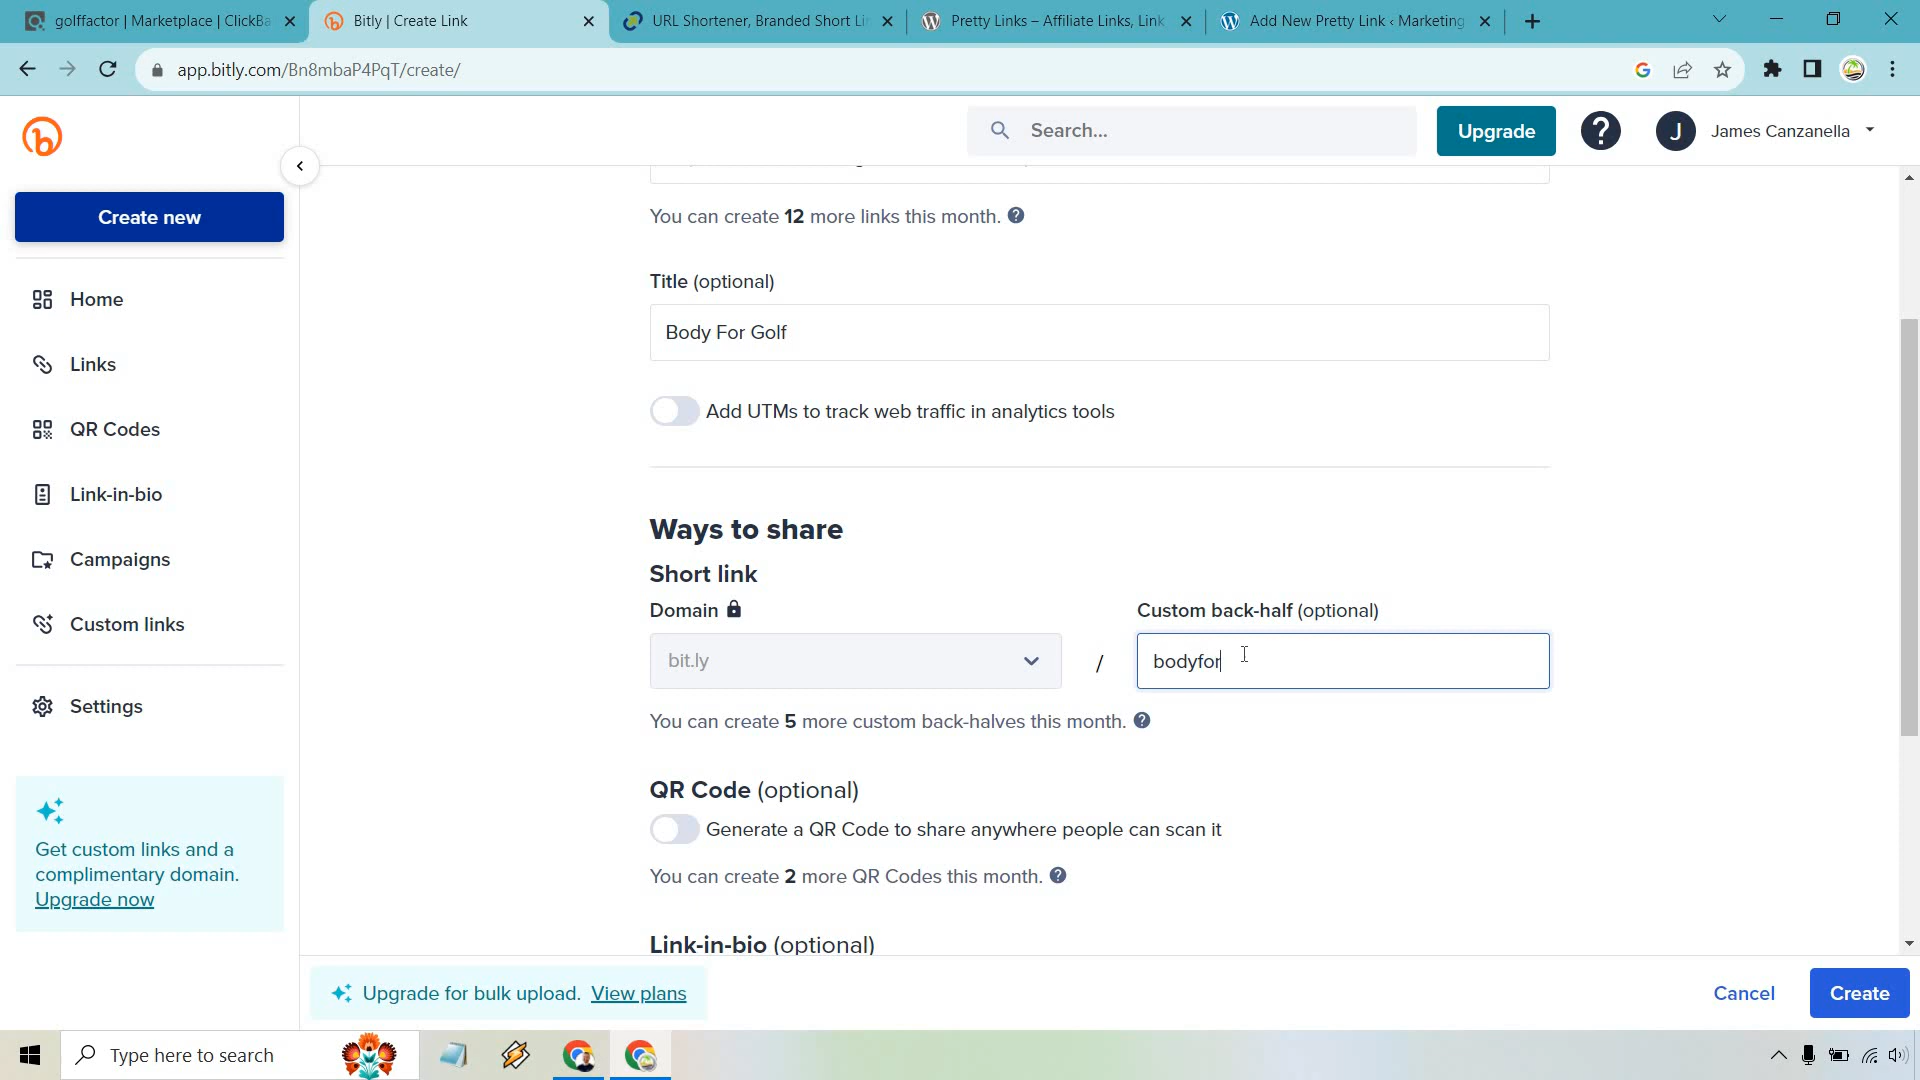 golffactor | Marketplace | ClickBa
Bitly | Create Link
URL Shortener, Branded Short Lin
Pretty Links – Affiliate Links, Link
Add New Pretty Link ‹ Marketing
app.bitly.com/Bn8mbaP4PqT/create/
Search...
Upgrade
J
James Canzanella
Create new
Home
Links
QR Codes
Link-in-bio
Campaigns
Custom links
Settings
Get custom links and a
complimentary domain.
Upgrade now
You can create 12 more links this month.
Title (optional)
Body For Golf
Add UTMs to track web traffic in analytics tools
Ways to share
Short link
Domain
Custom back-half (optional)
bit.ly
/
bodyfor
You can create 5 more custom back-halves this month.
QR Code (optional)
Generate a QR Code to share anywhere people can scan it
You can create 2 more QR Codes this month.
Link-in-bio (optional)
Upgrade for bulk upload. View plans
Cancel
Create
Type here to search